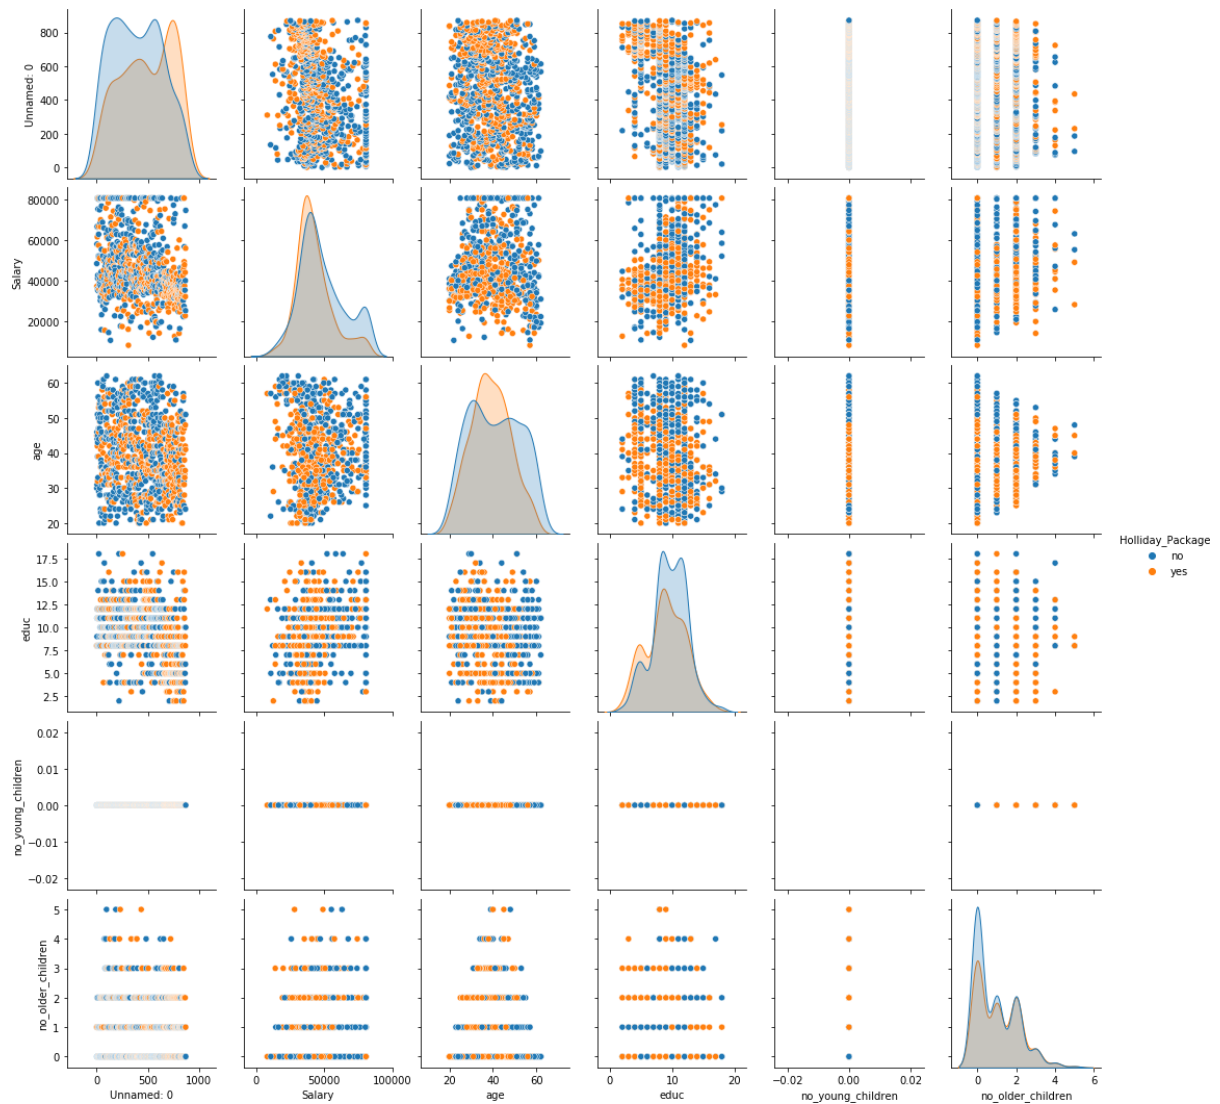 800
600
400
200
0
Unnamed: 0
80000
60000
40000
20000
Salary
60
50
40
30
20
age
Holliday_Package
no
yes
17.5
15.0
12.5
10.0
7.5
5.0
2.5
educ
0.02
0.01
0.00
−0.01
−0.02
no_young_children
5
4
3
2
1
0
no_older_children
0 500 1000
Unnamed: 0
0 50000 100000
Salary
20 40 60
age
0 10 20
educ
−0.02 0.00 0.02
no_young_children
0 2 4 6
no_older_children